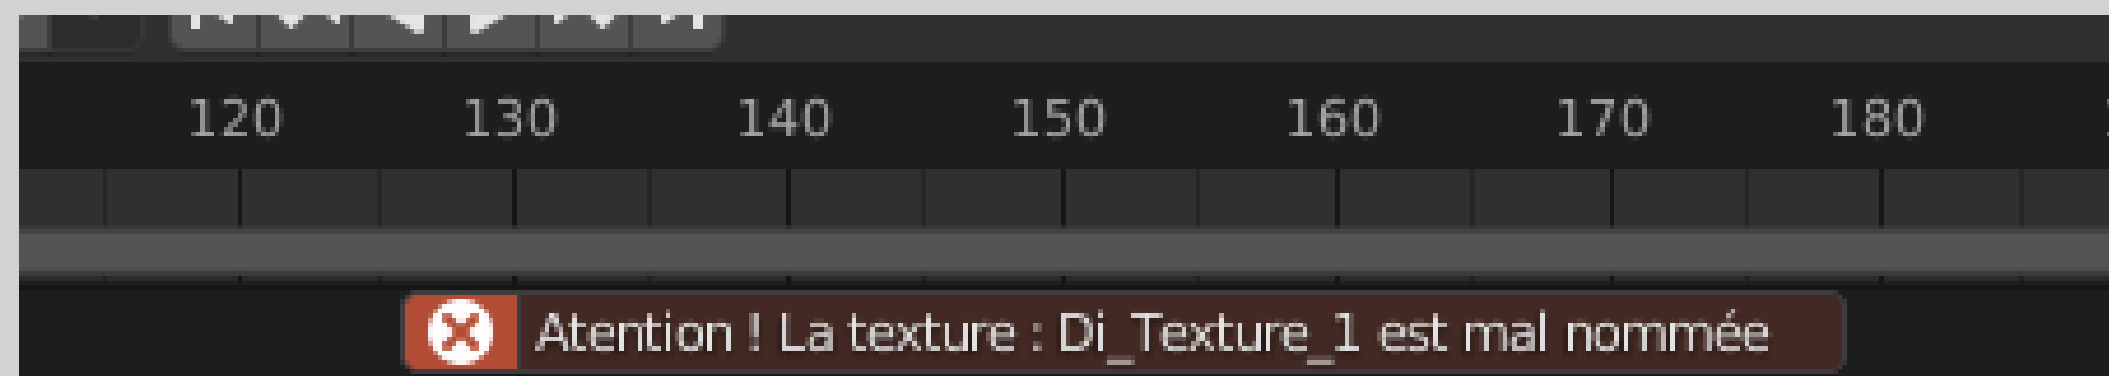 120 130 140 150 160 170 180
Atention ! La texture : Di_Texture_1 est mal nommée